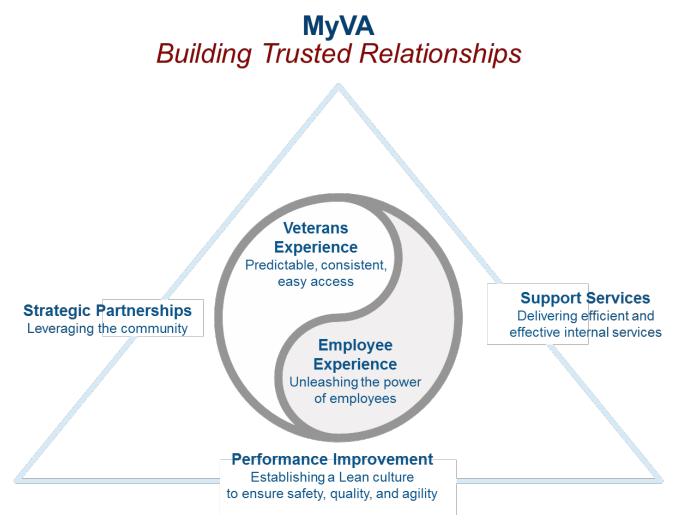 MyVA
Building Trusted Relationships
Veterans
Experience
Predictable, consistent,
easy access
Strategic Partnerships
Leveraging the community
Support Services
Delivering efficient and
effective internal services
Employee
Experience
Unleashing the power
of employees
Performance Improvement
Establishing a Lean culture
to ensure safety, quality, and agility